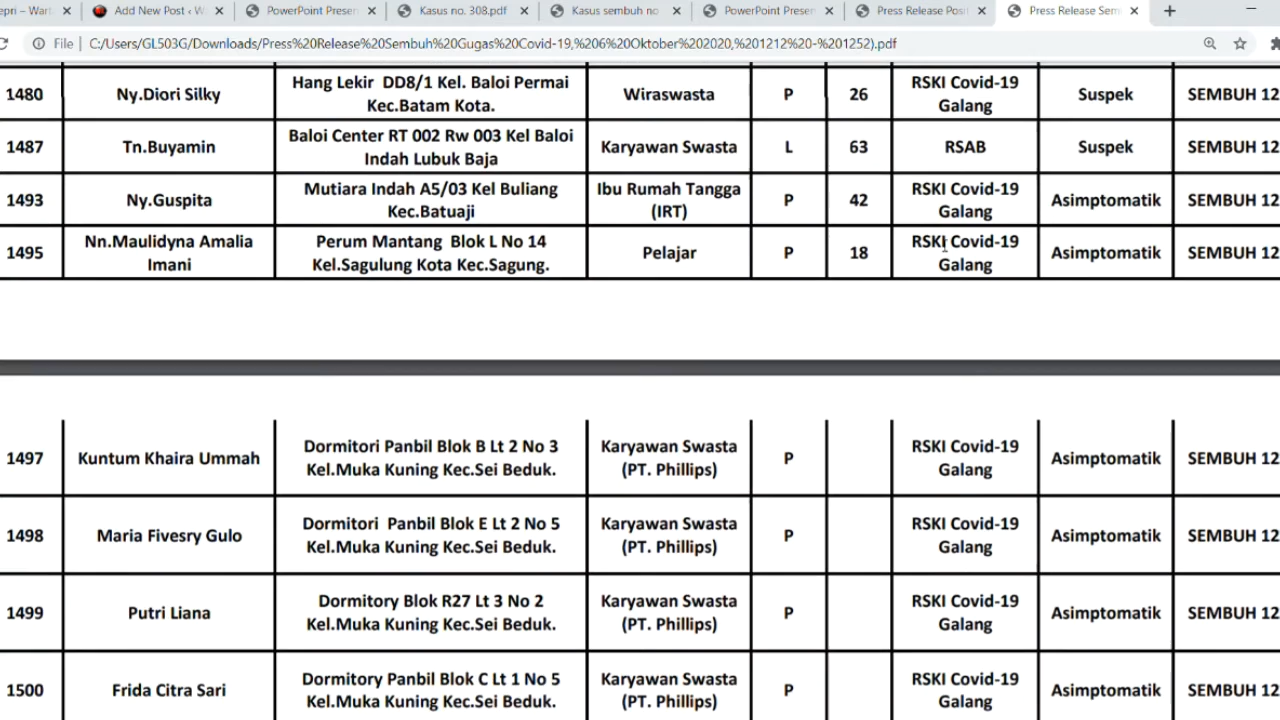 epri – Wart
Add New Post ‹ W
PowerPoint Presen
Kasus no. 308.pdf
Kasus sembuh no
PowerPoint Presen
Press Release Posi
Press Release Sem
File | C:/Users/GL503G/Downloads/Press%20Release%20Sembuh%20Gugas%20Covid-19,%206%20Oktober%202020,%201212%20-%201252).pdf
1480 Ny.Diori Silky Hang Lekir DD8/1 Kel. Baloi Permai Kec.Batam Kota. Wiraswasta P 26 RSKI Covid-19 Galang Suspek SEMBUH 12
1487 Tn.Buyamin Baloi Center RT 002 Rw 003 Kel Baloi Indah Lubuk Baja Karyawan Swasta L 63 RSAB Suspek SEMBUH 12
1493 Ny.Guspita Mutiara Indah A5/03 Kel Buliang Kec.Batuaji Ibu Rumah Tangga (IRT) P 42 RSKI Covid-19 Galang Asimptomatik SEMBUH 12
1495 Nn.Maulidyna Amalia Imani Perum Mantang Blok L No 14 Kel.Sagulung Kota Kec.Sagung. Pelajar P 18 RSKI Covid-19 Galang Asimptomatik SEMBUH 12
1497 Kuntum Khaira Ummah Dormitori Panbil Blok B Lt 2 No 3 Kel.Muka Kuning Kec.Sei Beduk. Karyawan Swasta (PT. Phillips) P RSKI Covid-19 Galang Asimptomatik SEMBUH 12
1498 Maria Fivesry Gulo Dormitori Panbil Blok E Lt 2 No 5 Kel.Muka Kuning Kec.Sei Beduk. Karyawan Swasta (PT. Phillips) P RSKI Covid-19 Galang Asimptomatik SEMBUH 12
1499 Putri Liana Dormitory Blok R27 Lt 3 No 2 Kel.Muka Kuning Kec.Sei Beduk. Karyawan Swasta (PT. Phillips) P RSKI Covid-19 Galang Asimptomatik SEMBUH 12
1500 Frida Citra Sari Dormitory Panbil Blok C Lt 1 No 5 Kel.Muka Kuning Kec.Sei Beduk. Karyawan Swasta (PT. Phillips) P RSKI Covid-19 Galang Asimptomatik SEMBUH 12